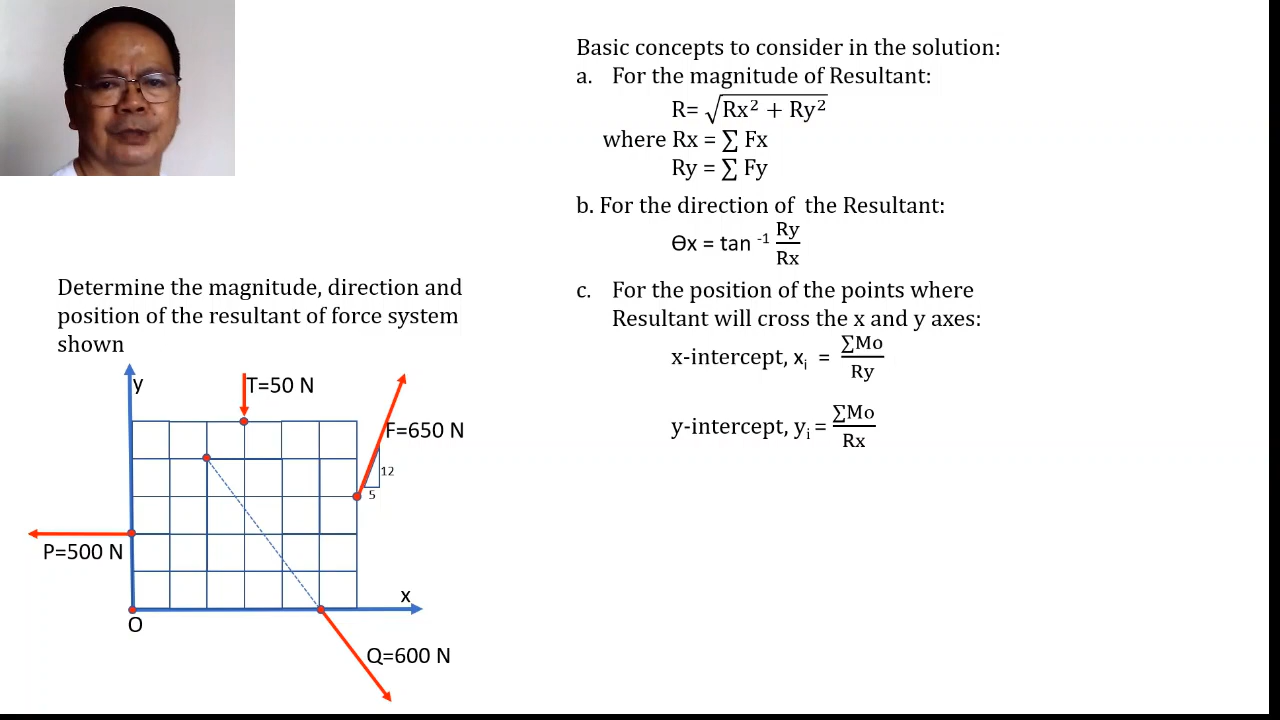 Basic concepts to consider in the solution:
a. For the magnitude of Resultant:
R= √Rx² + Ry²
where Rx = ∑ Fx
Ry = ∑ Fy
b. For the direction of the Resultant:
Ɵx = tan ⁻¹ Ry/Rx
c. For the position of the points where
Resultant will cross the x and y axes:
x-intercept, xᵢ = ∑Mo/Ry
y-intercept, yᵢ = ∑Mo/Rx
Determine the magnitude, direction and
position of the resultant of force system
shown
y
T=50 N
F=650 N
12
5
P=500 N
x
O
Q=600 N